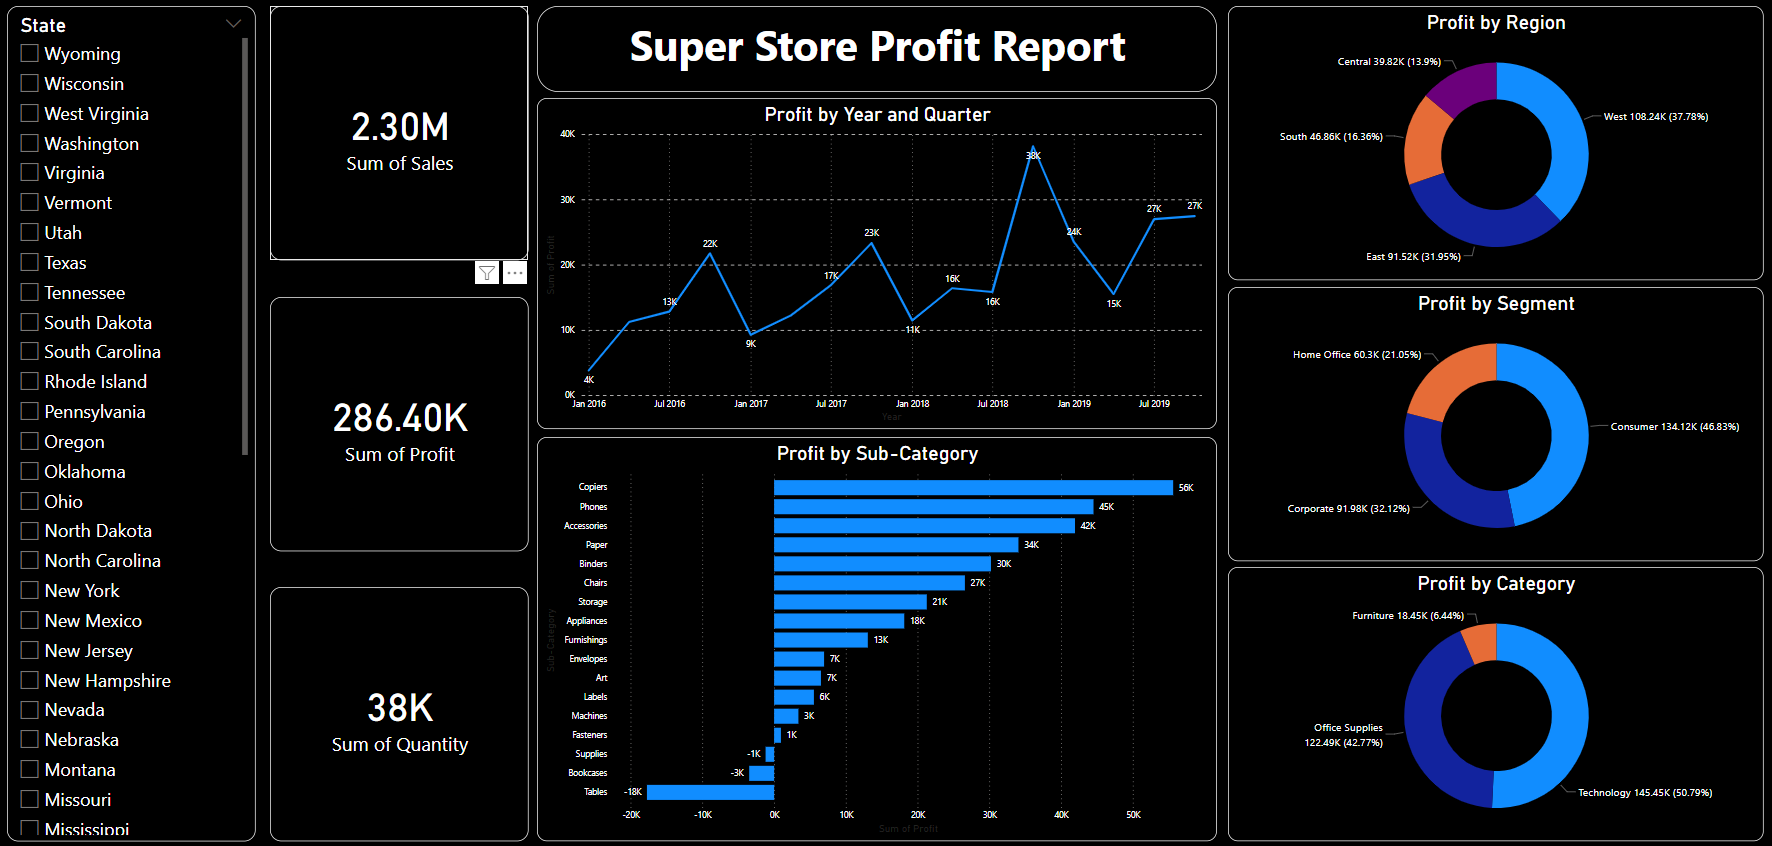 State
Wyoming
Wisconsin
West Virginia
Washington
Virginia
Vermont
Utah
Texas
Tennessee
South Dakota
South Carolina
Rhode Island
Pennsylvania
Oregon
Oklahoma
Ohio
North Dakota
North Carolina
New York
New Mexico
New Jersey
New Hampshire
Nevada
Nebraska
Montana
Missouri
Mississippi
2.30M
Sum of Sales
286.40K
Sum of Profit
38K
Sum of Quantity
Super Store Profit Report
Profit by Year and Quarter
Sum of Profit
40K
30K
20K
10K
0K
4K
13K
22K
9K
17K
23K
11K
16K
16K
38K
24K
15K
27K
27K
Jan 2016
Jul 2016
Jan 2017
Jul 2017
Jan 2018
Jul 2018
Jan 2019
Jul 2019
Year
Profit by Sub-Category
Sub-Category
Copiers 56K
Phones 45K
Accessories 42K
Paper 34K
Binders 30K
Chairs 27K
Storage 21K
Appliances 18K
Furnishings 13K
Envelopes 7K
Art 7K
Labels 6K
Machines 3K
Fasteners 1K
Supplies -1K
Bookcases -3K
Tables -18K
-20K -10K 0K 10K 20K 30K 40K 50K
Sum of Profit
Profit by Region
Central 39.82K (13.9%)
West 108.24K (37.78%)
South 46.86K (16.36%)
East 91.52K (31.95%)
Profit by Segment
Home Office 60.3K (21.05%)
Consumer 134.12K (46.83%)
Corporate 91.98K (32.12%)
Profit by Category
Furniture 18.45K (6.44%)
Office Supplies
122.49K (42.77%)
Technology 145.45K (50.79%)